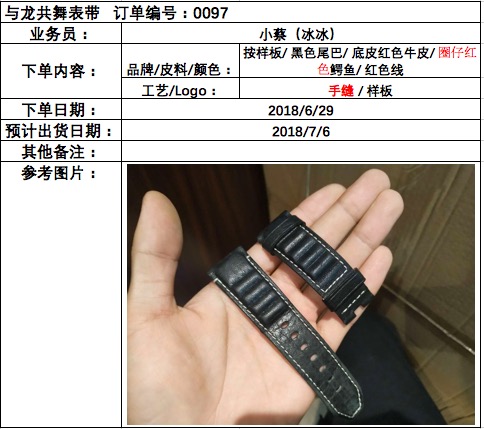 与龙共舞表带 订单编号：0097
业务员： 小蔡（冰冰）
下单内容： 品牌/皮料/颜色： 按样板/ 黑色尾巴/ 底皮红色牛皮/ 圈仔红
色鳄鱼/ 红色线
工艺/Logo： 手缝 / 样板
下单日期： 2018/6/29
预计出货日期： 2018/7/6
其他备注：
参考图片：